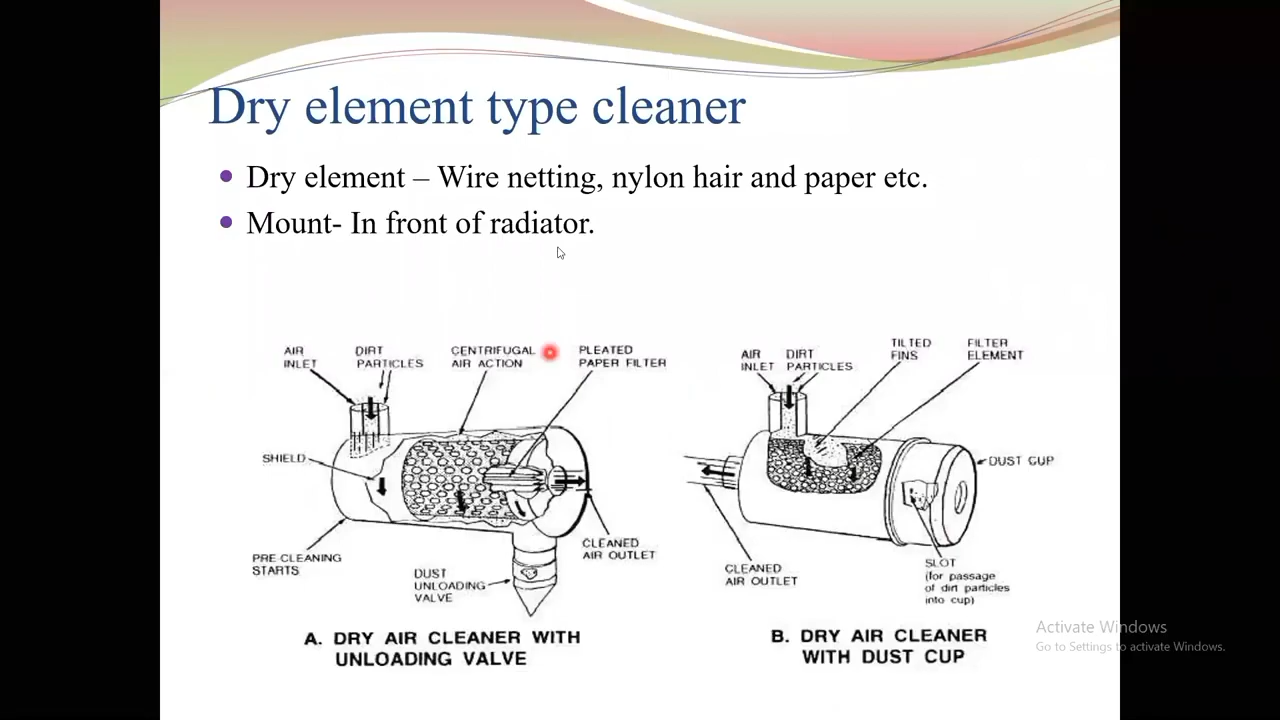 Dry element type cleaner
Dry element – Wire netting, nylon hair and paper etc.
Mount- In front of radiator.
AIR INLET
DIRT PARTICLES
CENTRIFUGAL AIR ACTION
PLEATED PAPER FILTER
SHIELD
PRE CLEANING STARTS
DUST UNLOADING VALVE
CLEANED AIR OUTLET
A. DRY AIR CLEANER WITH
UNLOADING VALVE
AIR INLET
DIRT PARTICLES
TILTED FINS
FILTER ELEMENT
DUST CUP
CLEANED AIR OUTLET
SLOT
(for passage
of dirt particles
into cup)
B. DRY AIR CLEANER
WITH DUST CUP
Activate Windows
Go to Settings to activate Windows.